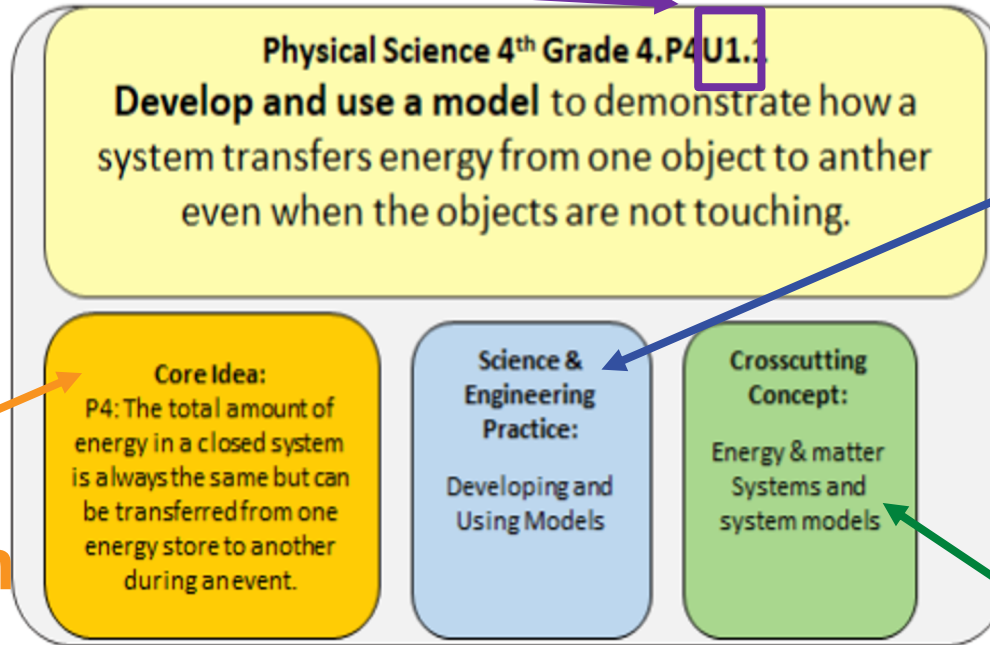 Physical Science 4th Grade 4.P4U1.1
Develop and use a model to demonstrate how a
system transfers energy from one object to anther
even when the objects are not touching.
Core Idea:
P4: The total amount of
energy in a closed system
is always the same but can
be transferred from one
energy store to another
during an event.
Science &
Engineering
Practice:
Developing and
Using Models
Crosscutting
Concept:
Energy & matter
Systems and
system models